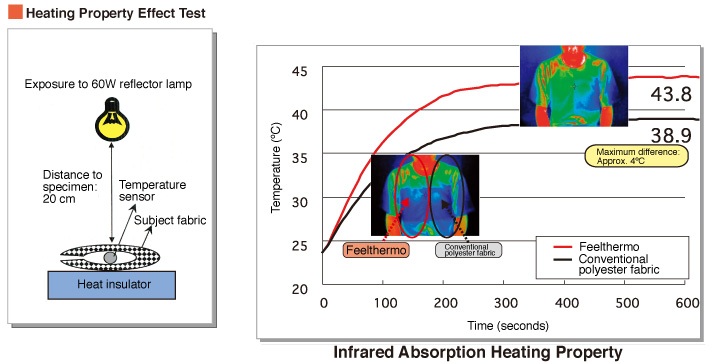 Heating Property Effect Test
Exposure to 60W reflector lamp
Distance to
specimen:
20 cm
Temperature
sensor
Subject fabric
Heat insulator
Temperature (ºC)
45
40
35
30
25
20
43.8
38.9
Maximum difference:
Approx. 4ºC
Feelthermo
Conventional
polyester fabric
Feelthermo
Conventional
polyester fabric
0
100
200
300
400
500
600
Time (seconds)
Infrared Absorption Heating Property